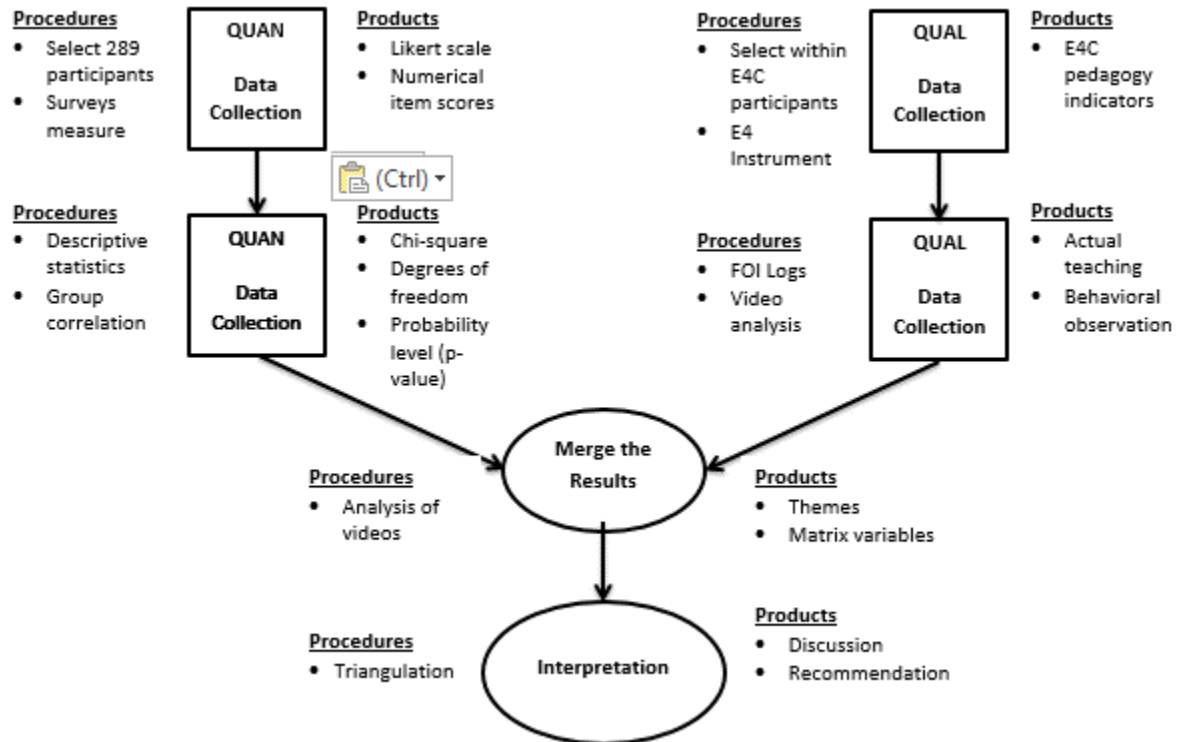 Procedures
• Select 289
participants
• Surveys
measure
QUAN
Data
Collection
Products
• Likert scale
• Numerical
item scores
Procedures
• Select within
E4C
participants
• E4
Instrument
QUAL
Data
Collection
Products
• E4C
pedagogy
indicators
(Ctrl)
Procedures
• Descriptive
statistics
• Group
correlation
QUAN
Data
Collection
Products
• Chi-square
• Degrees of
freedom
• Probability
level (p-
value)
Procedures
• FOI Logs
• Video
analysis
QUAL
Data
Collection
Products
• Actual
teaching
• Behavioral
observation
Merge the
Results
Procedures
• Analysis of
videos
Products
• Themes
• Matrix variables
Procedures
• Triangulation
Interpretation
Products
• Discussion
• Recommendation